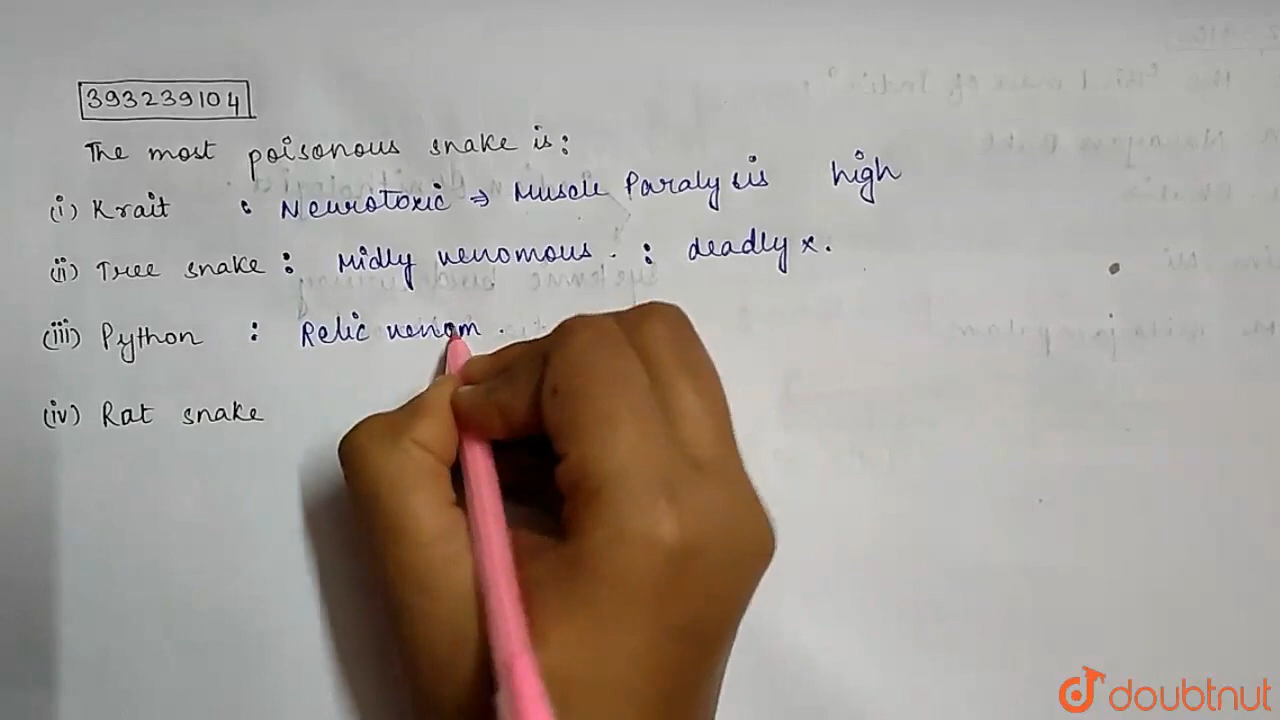 393239104
The most poisonous snake is:
(i) Krait : Neurotoxic ⇒ Muscle Paralysis high
(ii) Tree snake : Midly venomous. : deadly x.
(iii) Python : Relic venom.
(iv) Rat snake
doubtnut